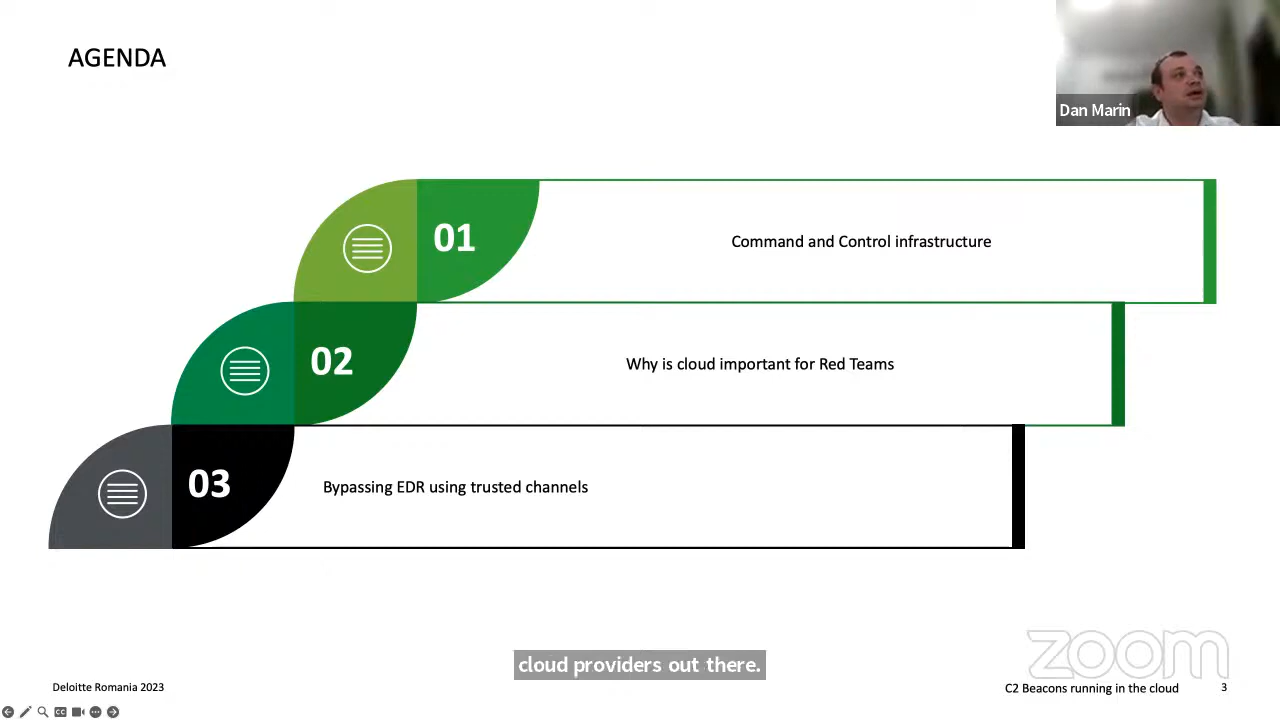 AGENDA
Dan Marin
01
Command and Control infrastructure
02
Why is cloud important for Red Teams
03
Bypassing EDR using trusted channels
cloud providers out there.
zoom
Deloitte Romania 2023
C2 Beacons running in the cloud
3
CC